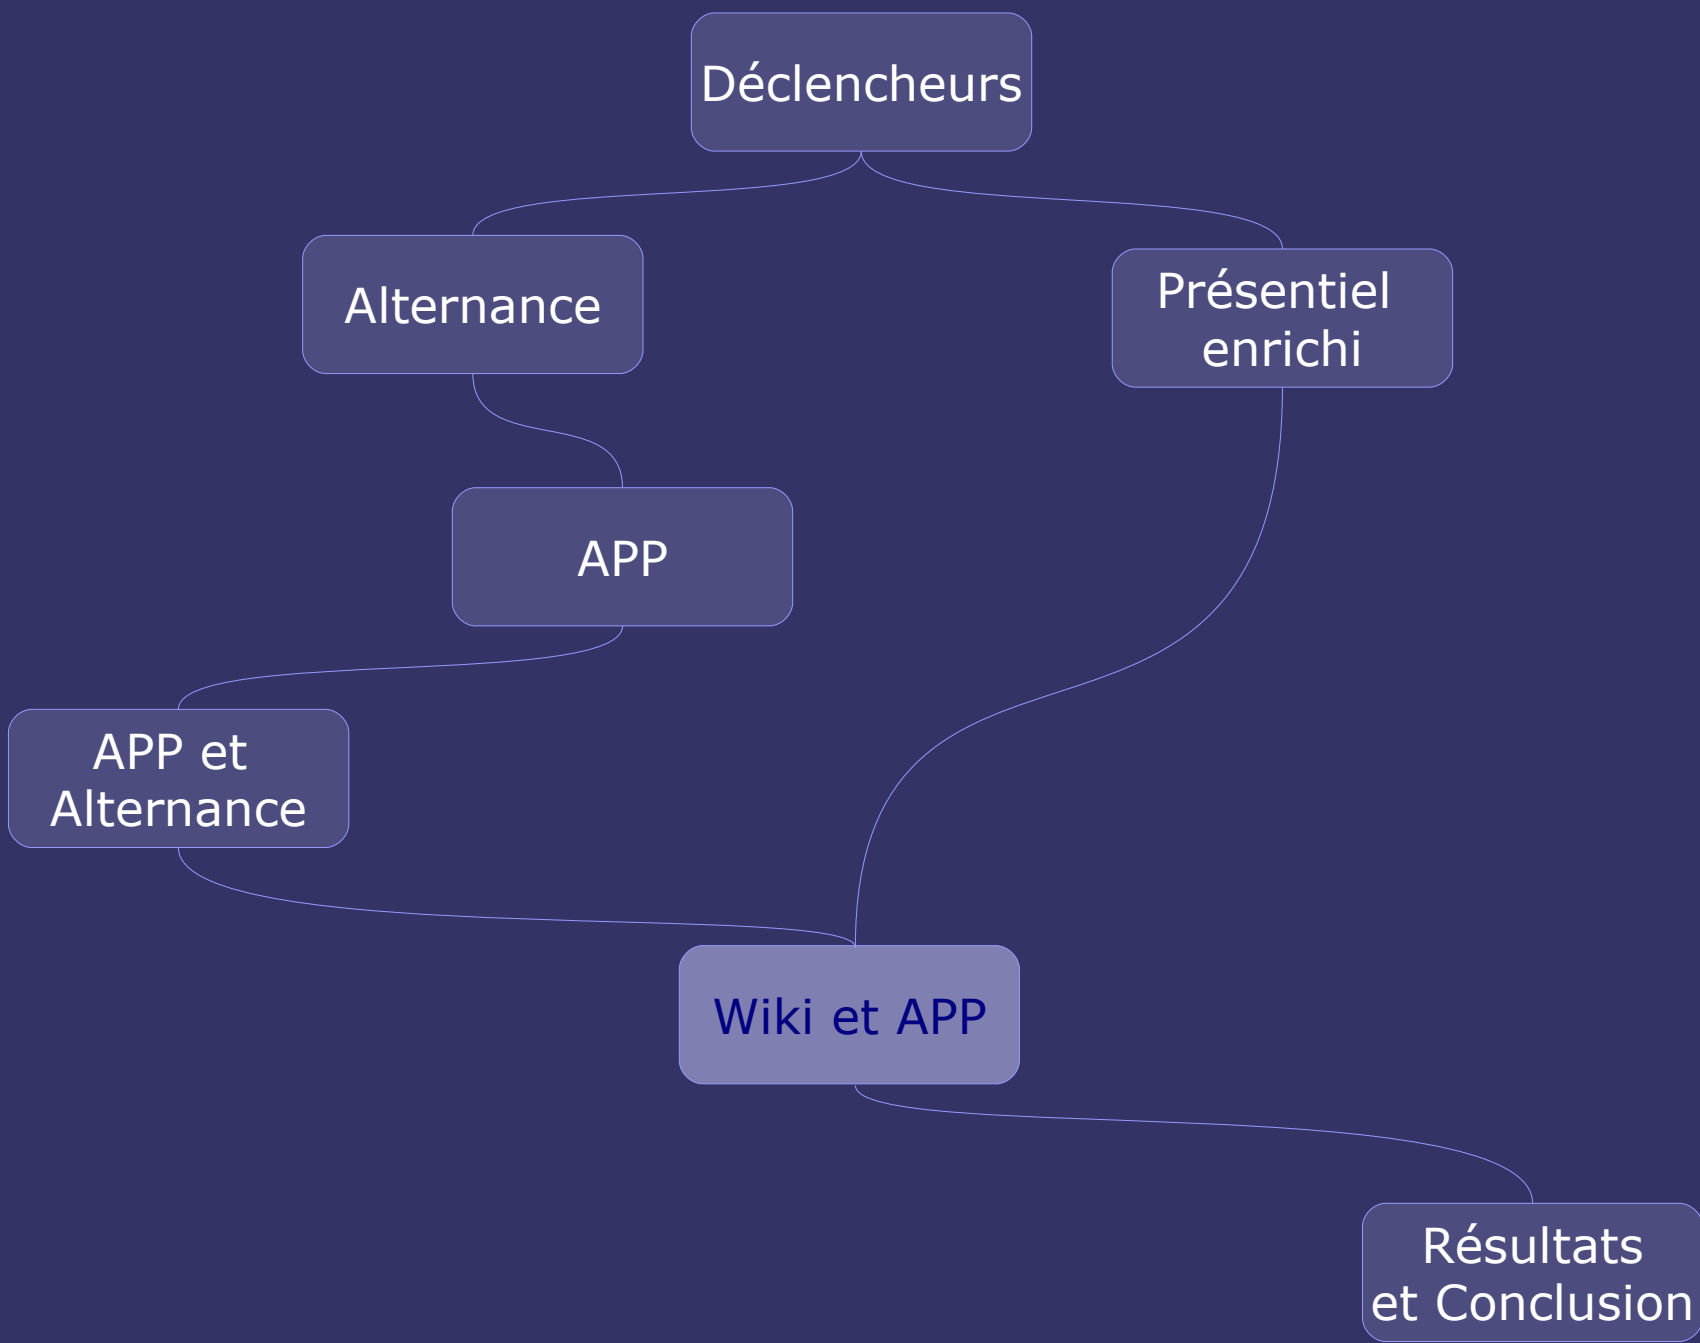 Déclencheurs
Alternance
Présentiel
enrichi
APP
APP et
Alternance
Wiki et APP
Résultats
et Conclusion